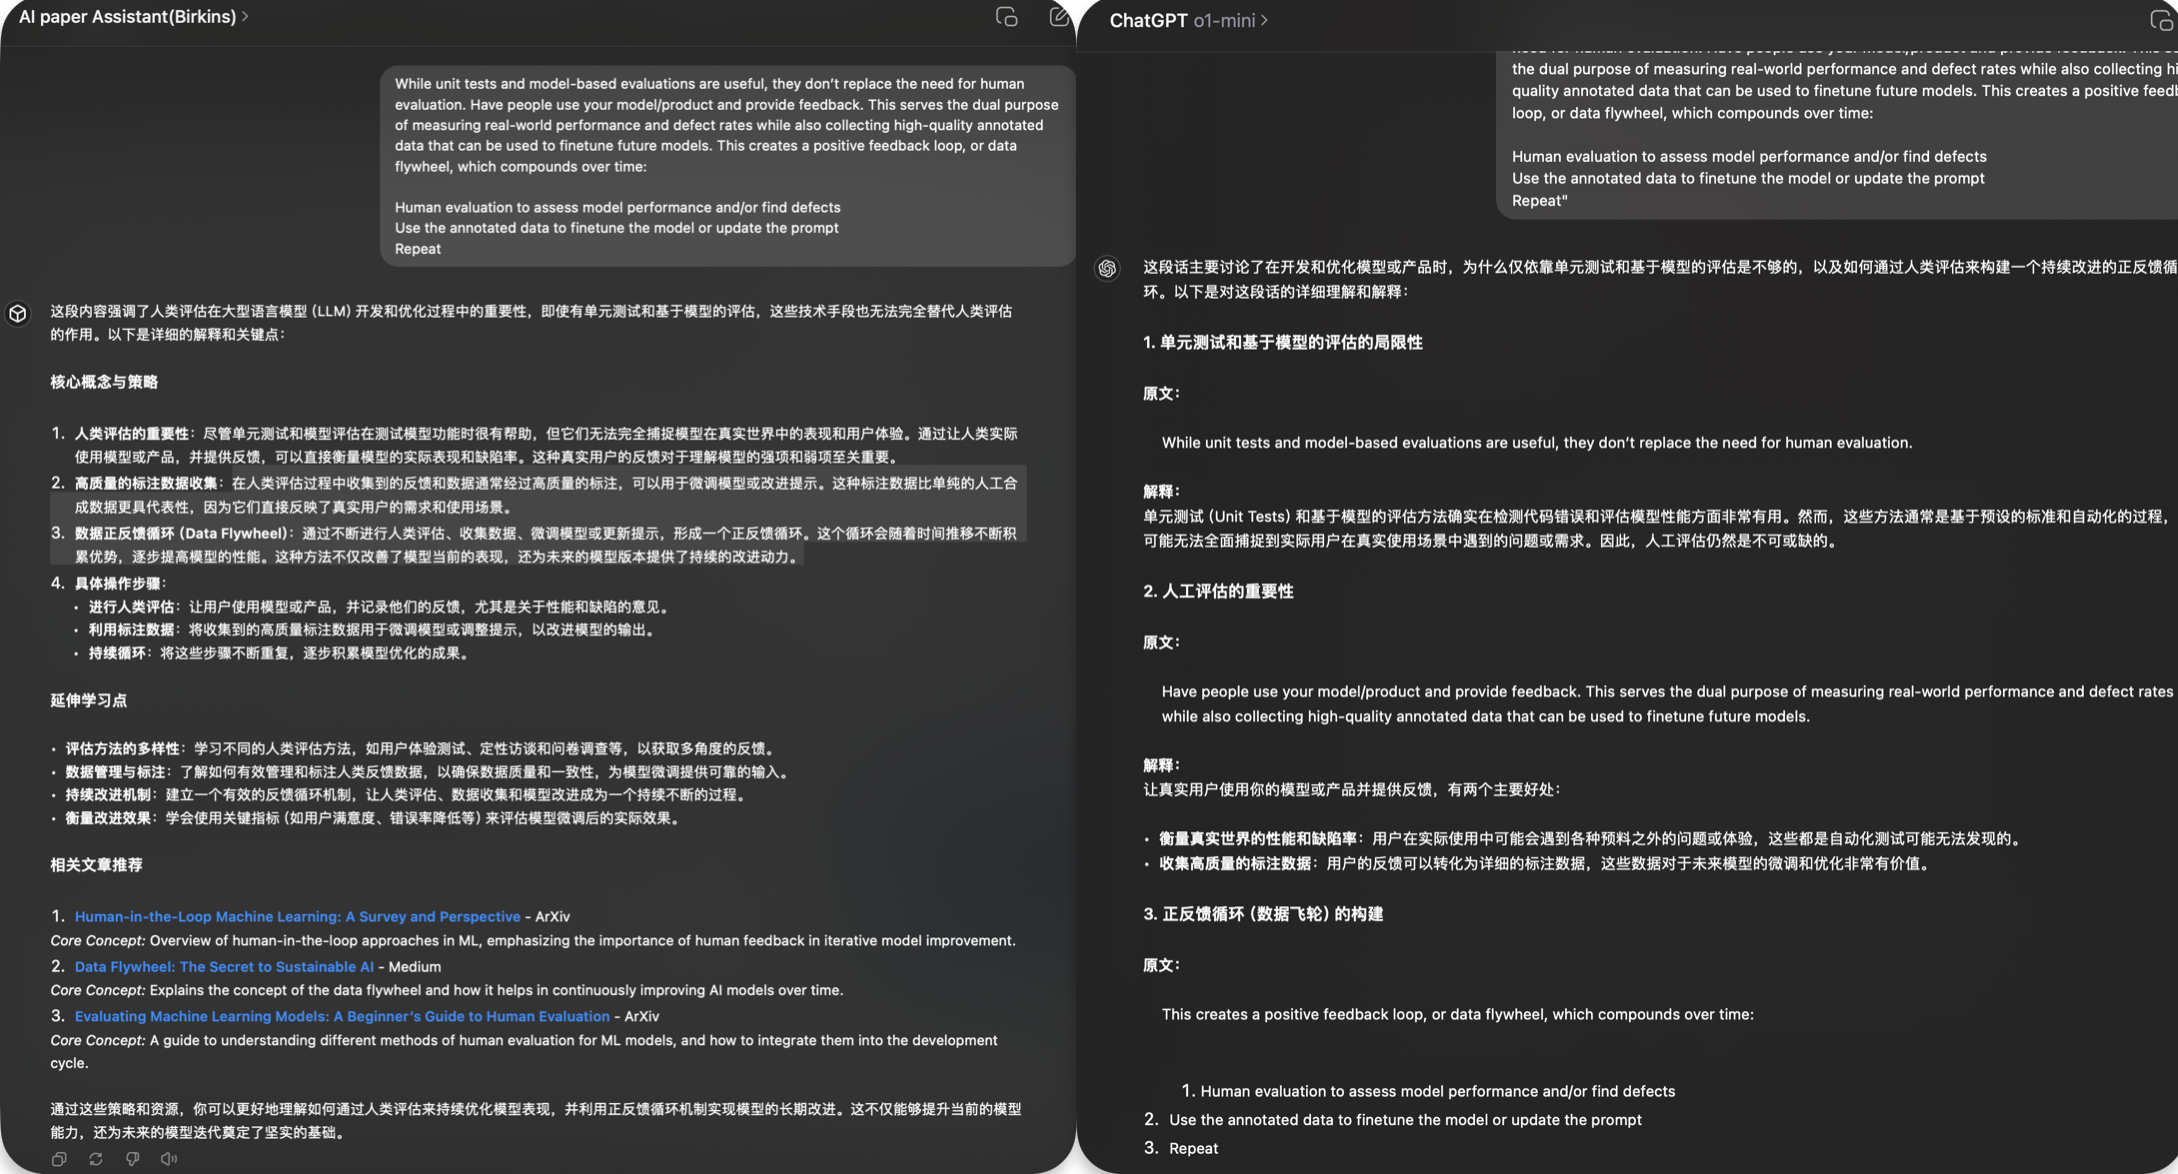 AI paper Assistant(Birkins) >
While unit tests and model-based evaluations are useful, they don’t replace the need for human
evaluation. Have people use your model/product and provide feedback. This serves the dual purpose
of measuring real-world performance and defect rates while also collecting high-quality annotated
data that can be used to finetune future models. This creates a positive feedback loop, or data
flywheel, which compounds over time:
Human evaluation to assess model performance and/or find defects
Use the annotated data to finetune the model or update the prompt
Repeat
这段内容强调了人类评估在大型语言模型 (LLM) 开发和优化过程中的重要性，即使有单元测试和基于模型的评估，这些技术手段也无法完全替代人类评估
的作用。以下是详细的解释和关键点：
核心概念与策略
1. 人类评估的重要性：尽管单元测试和模型评估在测试模型功能时很有帮助，但它们无法完全捕捉模型在真实世界中的表现和用户体验。通过让人类实际
使用模型或产品，并提供反馈，可以直接衡量模型的实际表现和缺陷率。这种真实用户的反馈对于理解模型的强项和弱项至关重要。
2. 高质量的标注数据收集：在人类评估过程中收集到的反馈和数据通常经过高质量的标注，可以用于微调模型或改进提示。这种标注数据比单纯的人工合
成数据更具代表性，因为它们直接反映了真实用户的需求和使用场景。
3. 数据正反馈循环 (Data Flywheel)：通过不断进行人类评估、收集数据、微调模型或更新提示，形成一个正反馈循环。这个循环会随着时间推移不断积
累优势，逐步提高模型的性能。这种方法不仅改善了模型当前的表现，还为未来的模型版本提供了持续的改进动力。
4. 具体操作步骤：
• 进行人类评估：让用户使用模型或产品，并记录他们的反馈，尤其是关于性能和缺陷的意见。
• 利用标注数据：将收集到的高质量标注数据用于微调模型或调整提示，以改进模型的输出。
• 持续循环：将这些步骤不断重复，逐步积累模型优化的成果。
延伸学习点
• 评估方法的多样性：学习不同的人类评估方法，如用户体验测试、定性访谈和问卷调查等，以获取多角度的反馈。
• 数据管理与标注：了解如何有效管理和标注人类反馈数据，以确保数据质量和一致性，为模型微调提供可靠的输入。
• 持续改进机制：建立一个有效的反馈循环机制，让人类评估、数据收集和模型改进成为一个持续不断的过程。
• 衡量改进效果：学会使用关键指标 (如用户满意度、错误率降低等) 来评估模型微调后的实际效果。
相关文章推荐
1. Human-in-the-Loop Machine Learning: A Survey and Perspective - ArXiv
Core Concept: Overview of human-in-the-loop approaches in ML, emphasizing the importance of human feedback in iterative model improvement.
2. Data Flywheel: The Secret to Sustainable AI - Medium
Core Concept: Explains the concept of the data flywheel and how it helps in continuously improving AI models over time.
3. Evaluating Machine Learning Models: A Beginner’s Guide to Human Evaluation - ArXiv
Core Concept: A guide to understanding different methods of human evaluation for ML models, and how to integrate them into the development
cycle.
通过这些策略和资源，你可以更好地理解如何通过人类评估来持续优化模型表现，并利用正反馈循环机制实现模型的长期改进。这不仅能够提升当前的模型
能力，还为未来的模型迭代奠定了坚实的基础。
ChatGPT o1-mini >
the dual purpose of measuring real-world performance and defect rates while also collecting
quality annotated data that can be used to finetune future models. This creates a positive
loop, or data flywheel, which compounds over time:
Human evaluation to assess model performance and/or find defects
Use the annotated data to finetune the model or update the prompt
Repeat"
这段话主要讨论了在开发和优化模型或产品时，为什么仅依靠单元测试和基于模型的评估是不够的，以及如何通过人类评估来构建一个持续改进的正反馈循
环。以下是对这段话的详细理解和解释：
1. 单元测试和基于模型的评估的局限性
原文：
While unit tests and model-based evaluations are useful, they don’t replace the need for human evaluation.
解释：
单元测试 (Unit Tests) 和基于模型的评估方法确实在检测代码错误和评估模型性能方面非常有用。然而，这些方法通常是基于预设的标准和自动化的过程，
可能无法全面捕捉到实际用户在真实使用场景中遇到的问题或需求。因此，人工评估仍然是不可或缺的。
2. 人工评估的重要性
原文：
Have people use your model/product and provide feedback. This serves the dual purpose of measuring real-world performance and defect rates
while also collecting high-quality annotated data that can be used to finetune future models.
解释：
让真实用户使用你的模型或产品并提供反馈，有两个主要好处：
• 衡量真实世界的性能和缺陷率：用户在实际使用中可能会遇到各种预料之外的问题或体验，这些都是自动化测试可能无法发现的。
• 收集高质量的标注数据：用户的反馈可以转化为详细的标注数据，这些数据对于未来模型的微调和优化非常有价值。
3. 正反馈循环 (数据飞轮) 的构建
原文：
This creates a positive feedback loop, or data flywheel, which compounds over time:
1. Human evaluation to assess model performance and/or find defects
2. Use the annotated data to finetune the model or update the prompt
3. Repeat